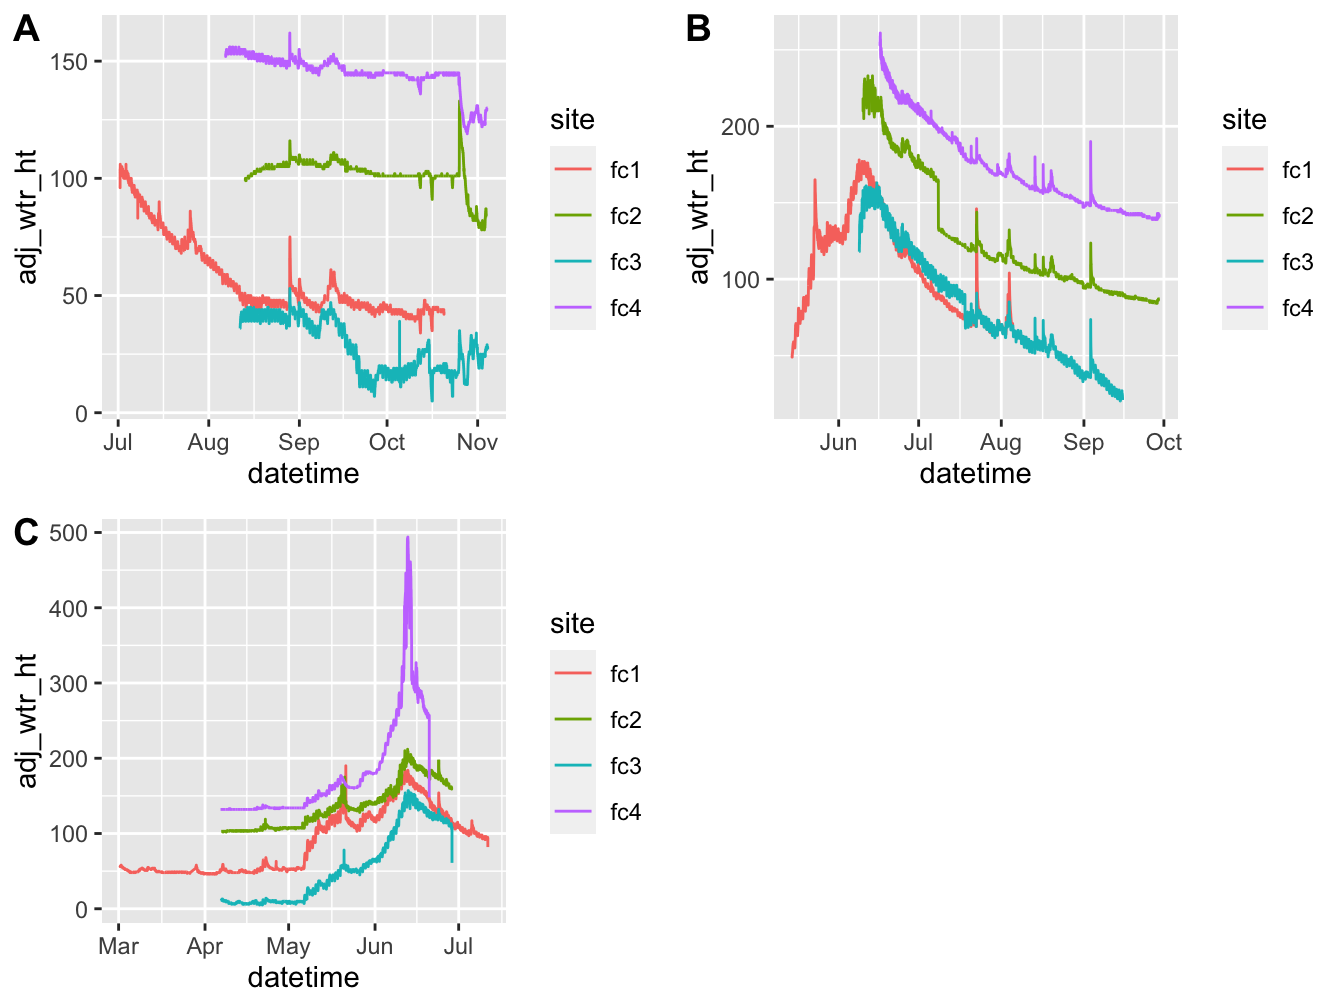 A
adj_wtr_ht
150
100
50
0
Jul Aug Sep Oct Nov
datetime
site
fc1
fc2
fc3
fc4
B
adj_wtr_ht
200
100
Jun Jul Aug Sep Oct
datetime
site
fc1
fc2
fc3
fc4
C
adj_wtr_ht
500
400
300
200
100
0
Mar Apr May Jun Jul
datetime
site
fc1
fc2
fc3
fc4